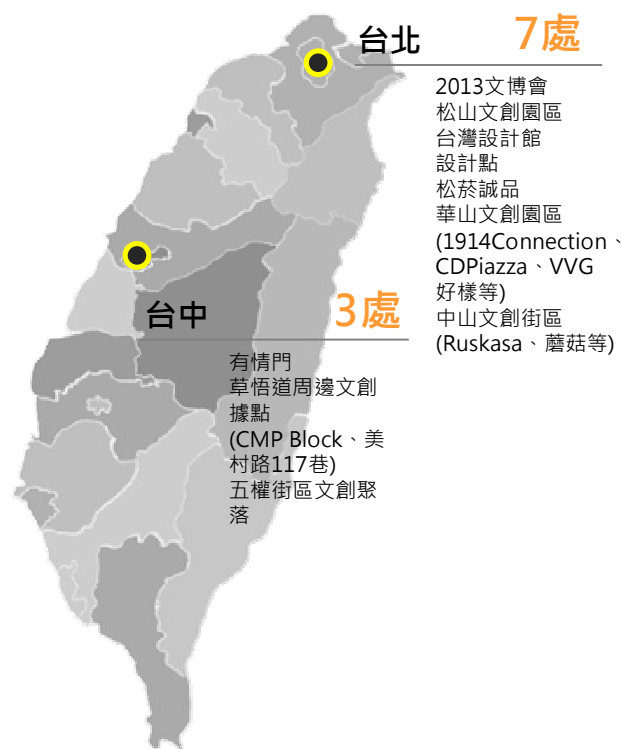 台北
7處
2013文博會
松山文創園區
台灣設計館
設計點
松菸誠品
華山文創園區
(1914Connection、
CDPiazza、VVG
好樣等)
中山文創街區
(Ruskasa、蘑菇等)
台中
3處
有情門
草悟道周邊文創
據點
(CMP Block、美
村路117巷)
五權街區文創聚
落